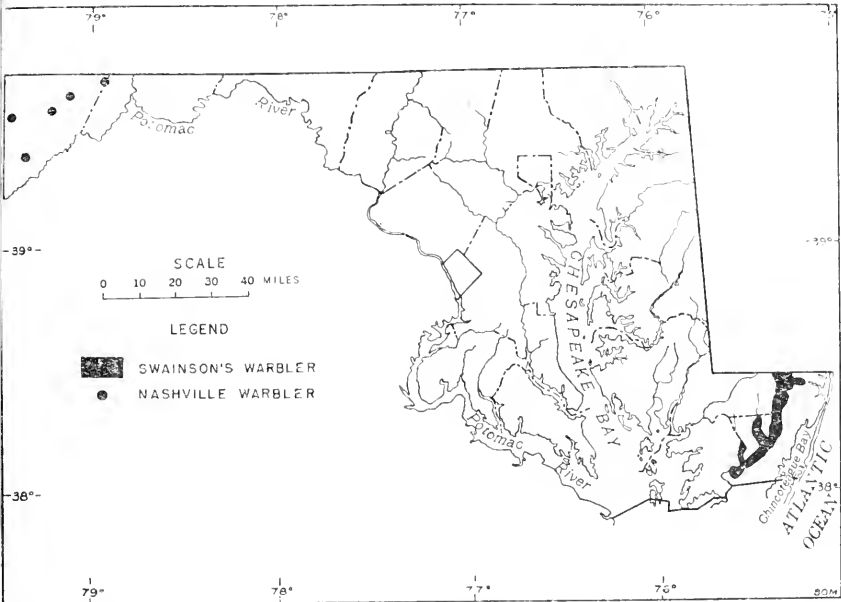 79° 78° 77° 76° 75
Potomac River
39° 39°
SCALE
0 10 20 30 40 MILES
LEGEND
SWAINSON'S WARBLER
NASHVILLE WARBLER
CHESAPEAKE BAY
Potomac River
Chincoteague Bay
ATLANTIC OCEAN
38° 38°
79° 78° 77° 76°